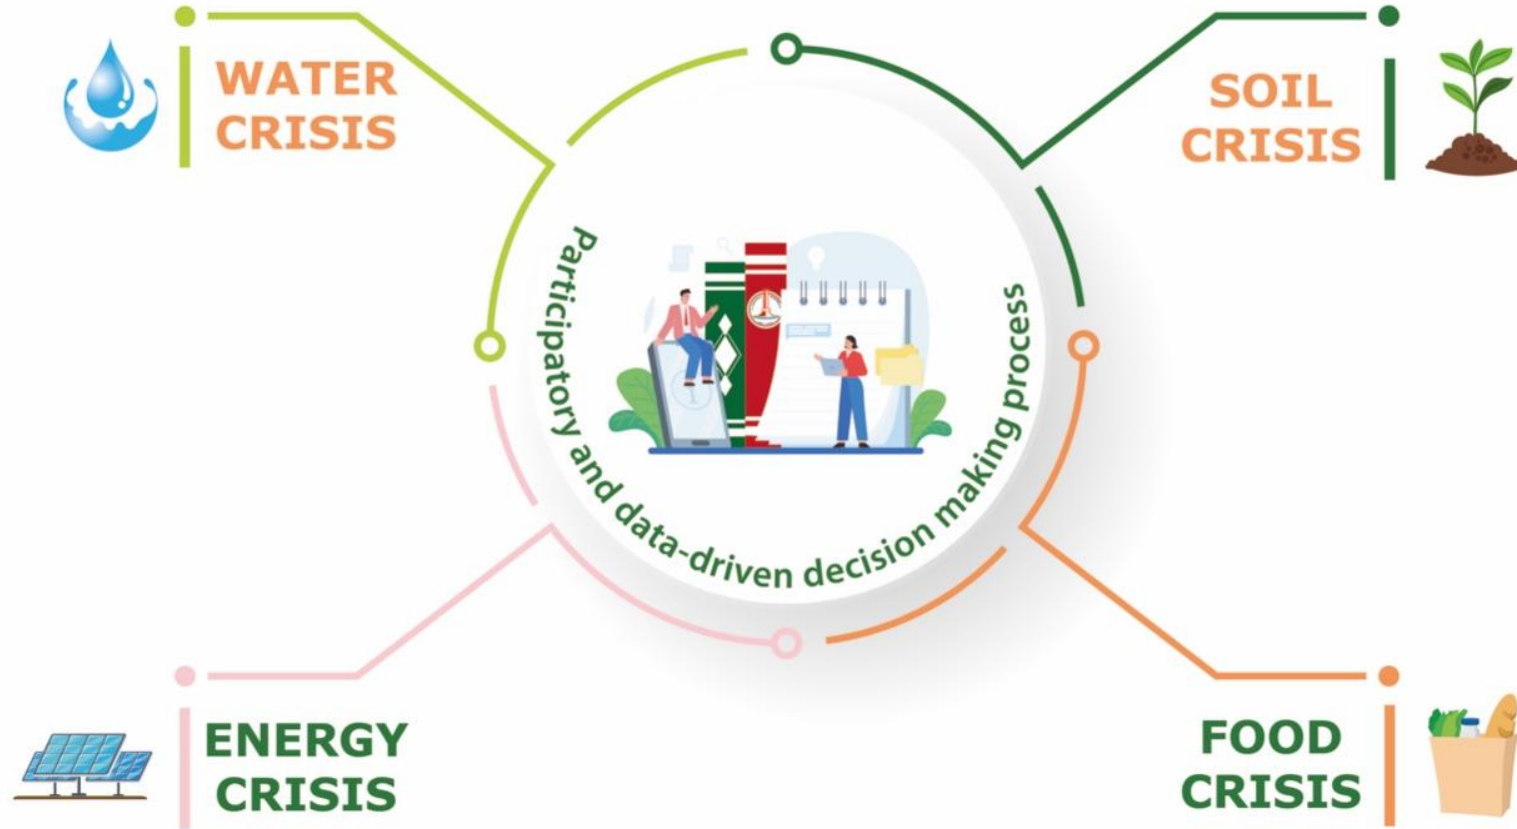 WATER
CRISIS
SOIL
CRISIS
Participatory and data-driven decision making process
ENERGY
CRISIS
FOOD
CRISIS